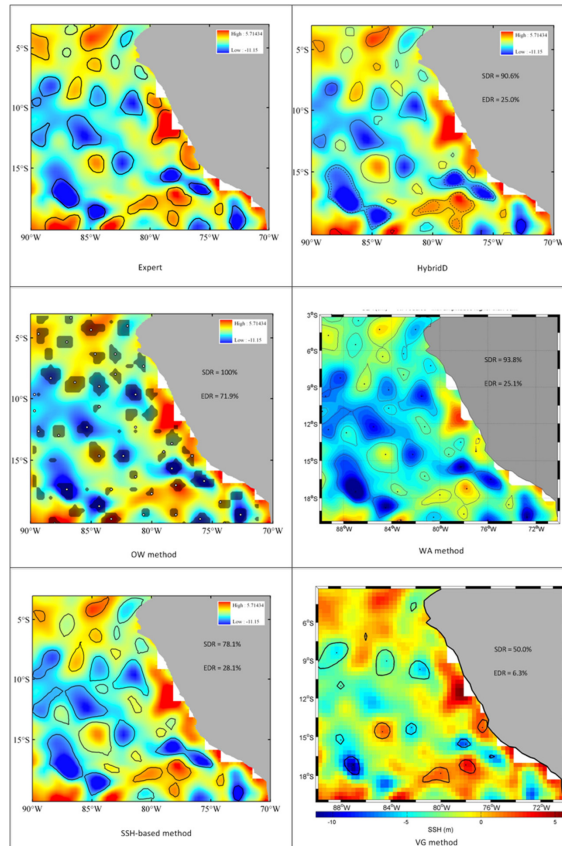 High : 5.71434
Low : -11.15
5°S
10°S
15°S
90°W 85°W 80°W 75°W 70°W
Expert
High : 5.71434
Low : -11.15
SDR = 90.6%
EDR = 25.0%
5°S
10°S
15°S
90°W 85°W 80°W 75°W 70°W
HybridD
High : 5.71434
Low : -11.15
SDR = 100%
EDR = 71.9%
5°S
10°S
15°S
90°W 85°W 80°W 75°W 70°W
OW method
SDR = 93.8%
EDR = 25.1%
3°S
6°S
9°S
12°S
15°S
18°S
88°W 84°W 80°W 76°W 72°W
WA method
High : 5.71434
Low : -11.15
SDR = 78.1%
EDR = 28.1%
5°S
10°S
15°S
90°W 85°W 80°W 75°W 70°W
SSH-based method
SDR = 50.0%
EDR = 6.3%
6°S
9°S
12°S
15°S
18°S
88°W 84°W 80°W 76°W 72°W
-10 -5 0 5
SSH (m)
VG method